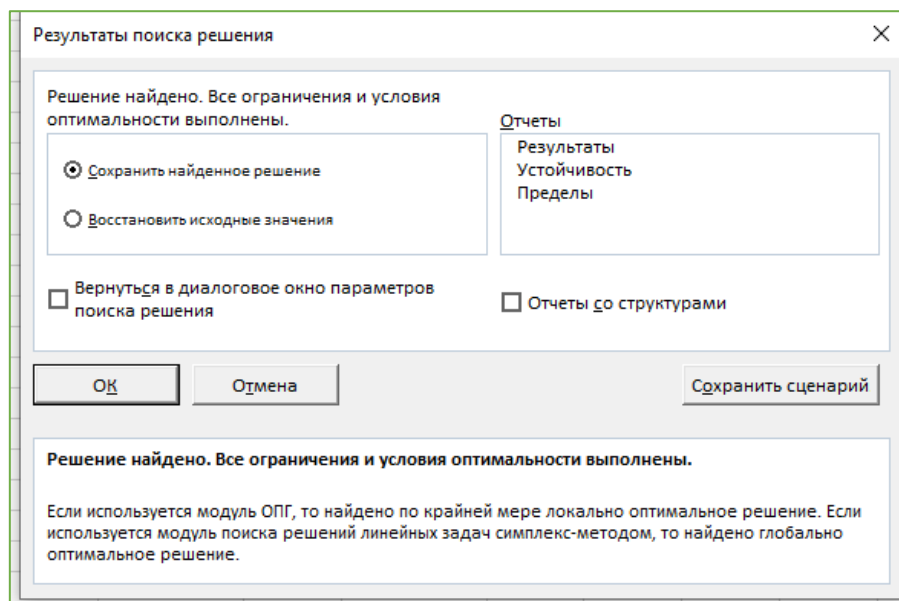 Результаты поиска решения
Решение найдено. Все ограничения и условия
оптимальности выполнены.
Отчеты
Результаты
Устойчивость
Пределы
Сохранить найденное решение
Восстановить исходные значения
Вернуться в диалоговое окно параметров
поиска решения
Отчеты со структурами
ОК
Отмена
Сохранить сценарий
Решение найдено. Все ограничения и условия оптимальности выполнены.
Если используется модуль ОПГ, то найдено по крайней мере локально оптимальное решение. Если
используется модуль поиска решений линейных задач симплекс-методом, то найдено глобально
оптимальное решение.